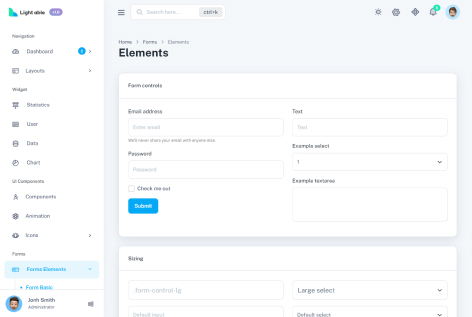 Light able
Navigation
Dashboard
Layouts
Widget
Statistics
User
Data
Chart
UI Components
Components
Animation
Icons
Forms
Forms Elements
Form Basic
Jonh Smith
Administrator
Search here...
ctrl+k
Home > Forms > Elements
Elements
Form controls
Email address
Enter email
We'll never share your email with anyone else.
Password
Password
Check me out
Submit
Text
Text
Example select
1
Example textarea
Sizing
form-control-lg
Large select
Default input
Default select